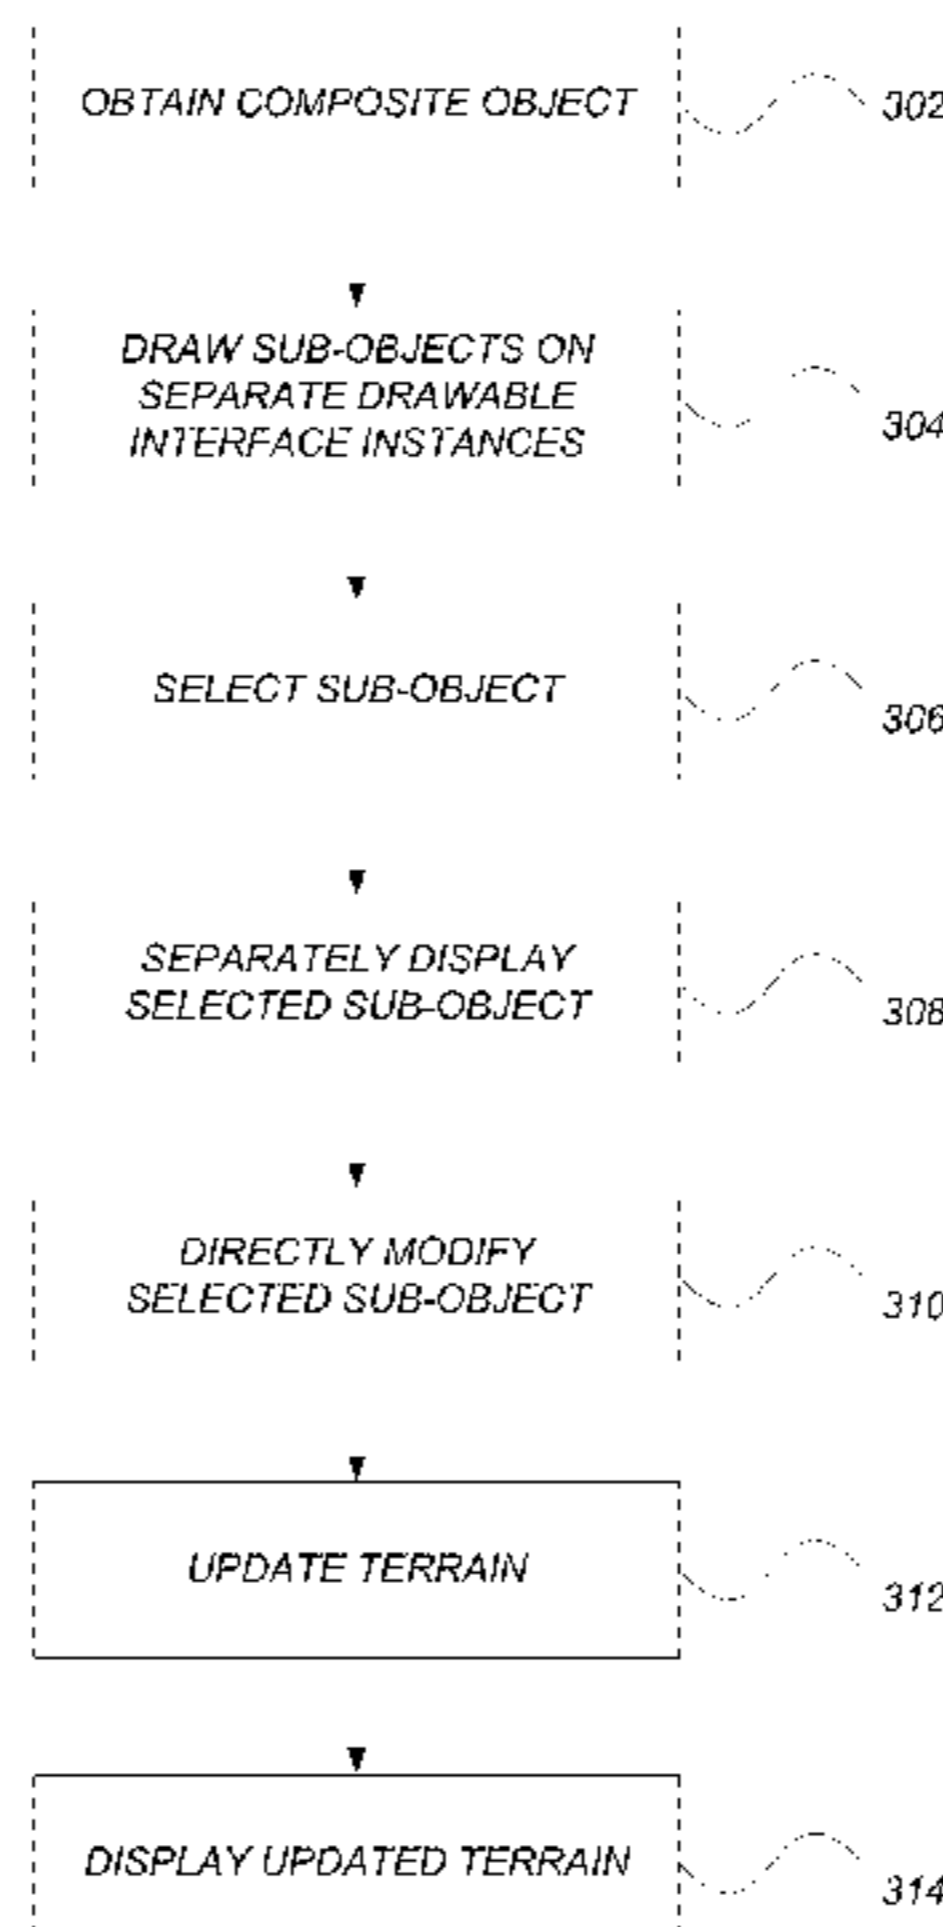 OBTAIN COMPOSITE OBJECT
302
DRAW SUB-OBJECTS ON
SEPARATE DRAWABLE
INTERFACE INSTANCES
304
SELECT SUB-OBJECT
306
SEPARATELY DISPLAY
SELECTED SUB-OBJECT
308
DIRECTLY MODIFY
SELECTED SUB-OBJECT
310
UPDATE TERRAIN
312
DISPLAY UPDATED TERRAIN
314